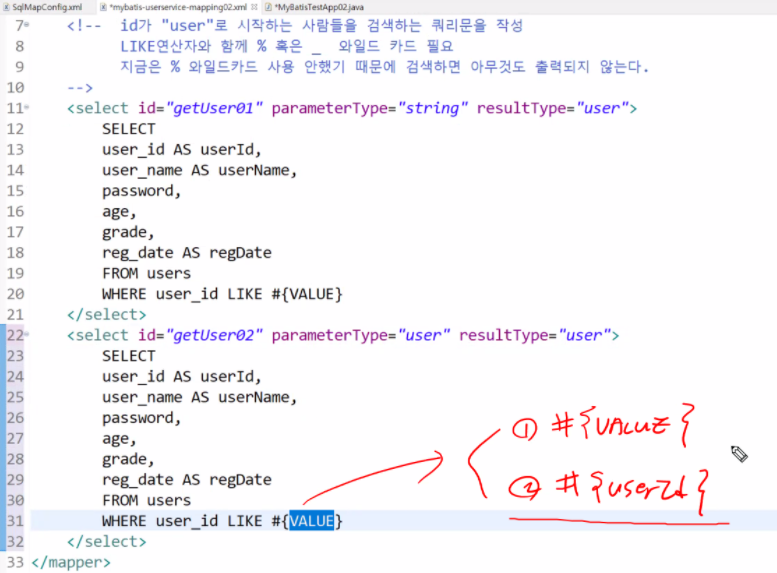 SqlMapConfig.xml *mybatis-userservice-mapping02.xml *MyBatisTestApp02.java
7 <!-- id가 "user"로 시작하는 사람들을 검색하는 쿼리문을 작성
8 LIKE연산자와 함께 % 혹은 _ 와일드 카드 필요
9 지금은 % 와일드카드 사용 안했기 때문에 검색하면 아무것도 출력되지 않는다.
10 -->
11 <select id="getUser01" parameterType="string" resultType="user">
12 SELECT
13 user_id AS userId,
14 user_name AS userName,
15 password,
16 age,
17 grade,
18 reg_date AS regDate
19 FROM users
20 WHERE user_id LIKE #{VALUE}
21 </select>
22 <select id="getUser02" parameterType="user" resultType="user">
23 SELECT
24 user_id AS userId,
25 user_name AS userName,
26 password,
27 age,
28 grade,
29 reg_date AS regDate
30 FROM users
31 WHERE user_id LIKE #{VALUE}
32 </select>
33 </mapper>
① #{VALUE}
② #{userId}